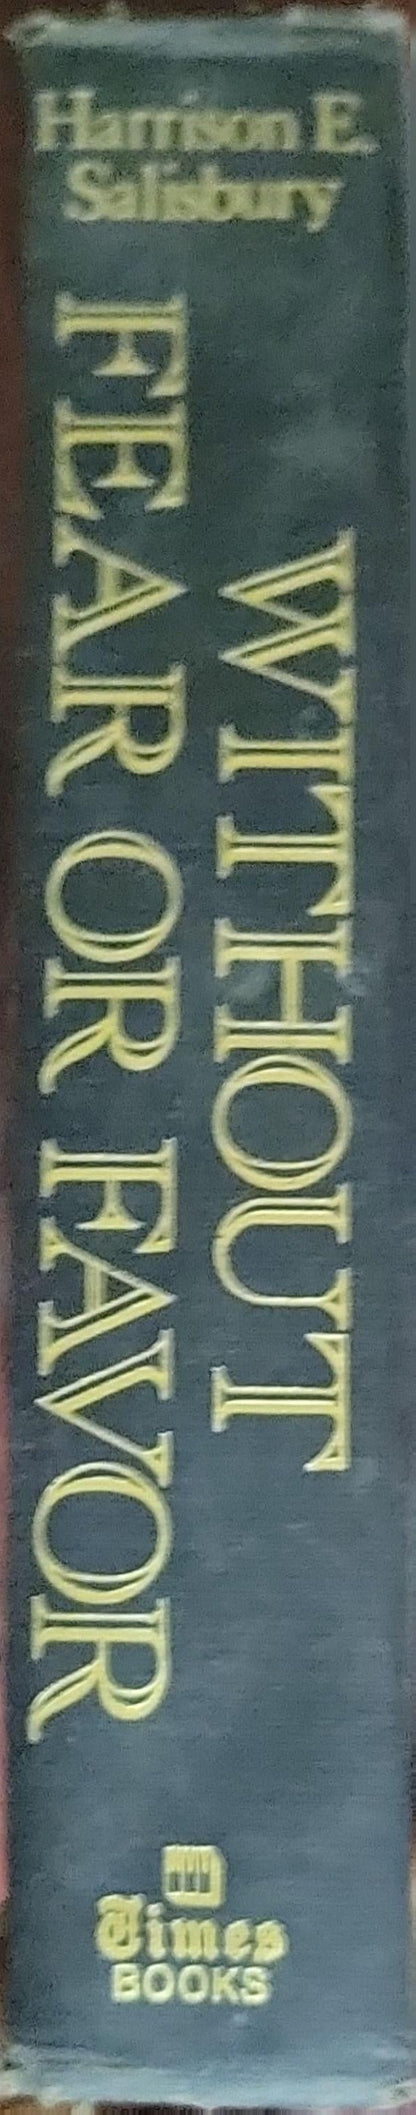 Harrison E.
Salisbury
WITHOUT
FEAR OR FAVOR
Times
BOOKS